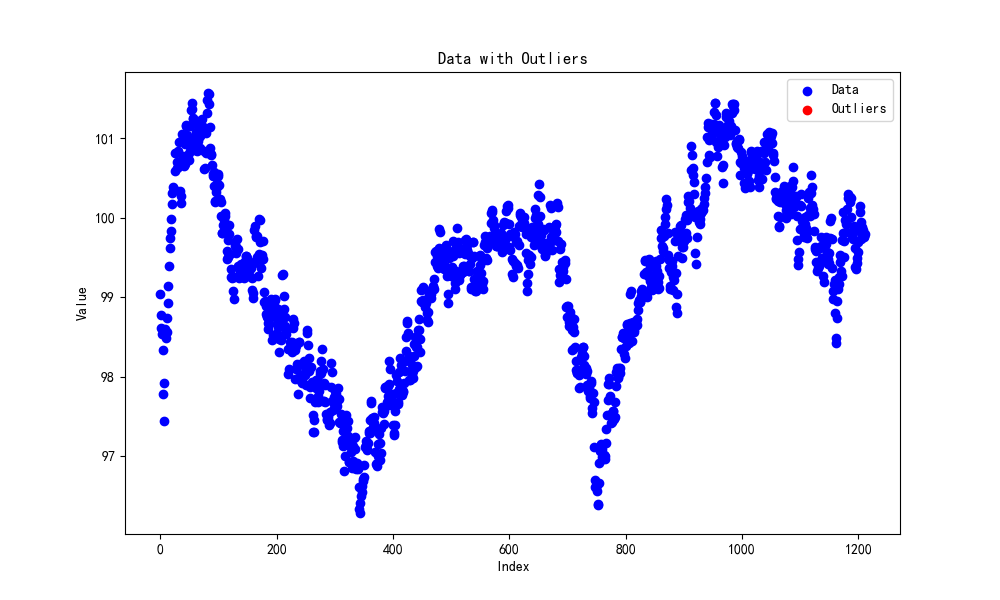 Data with Outliers
Data
Outliers
101
100
99
98
97
Value
0 200 400 600 800 1000 1200
Index